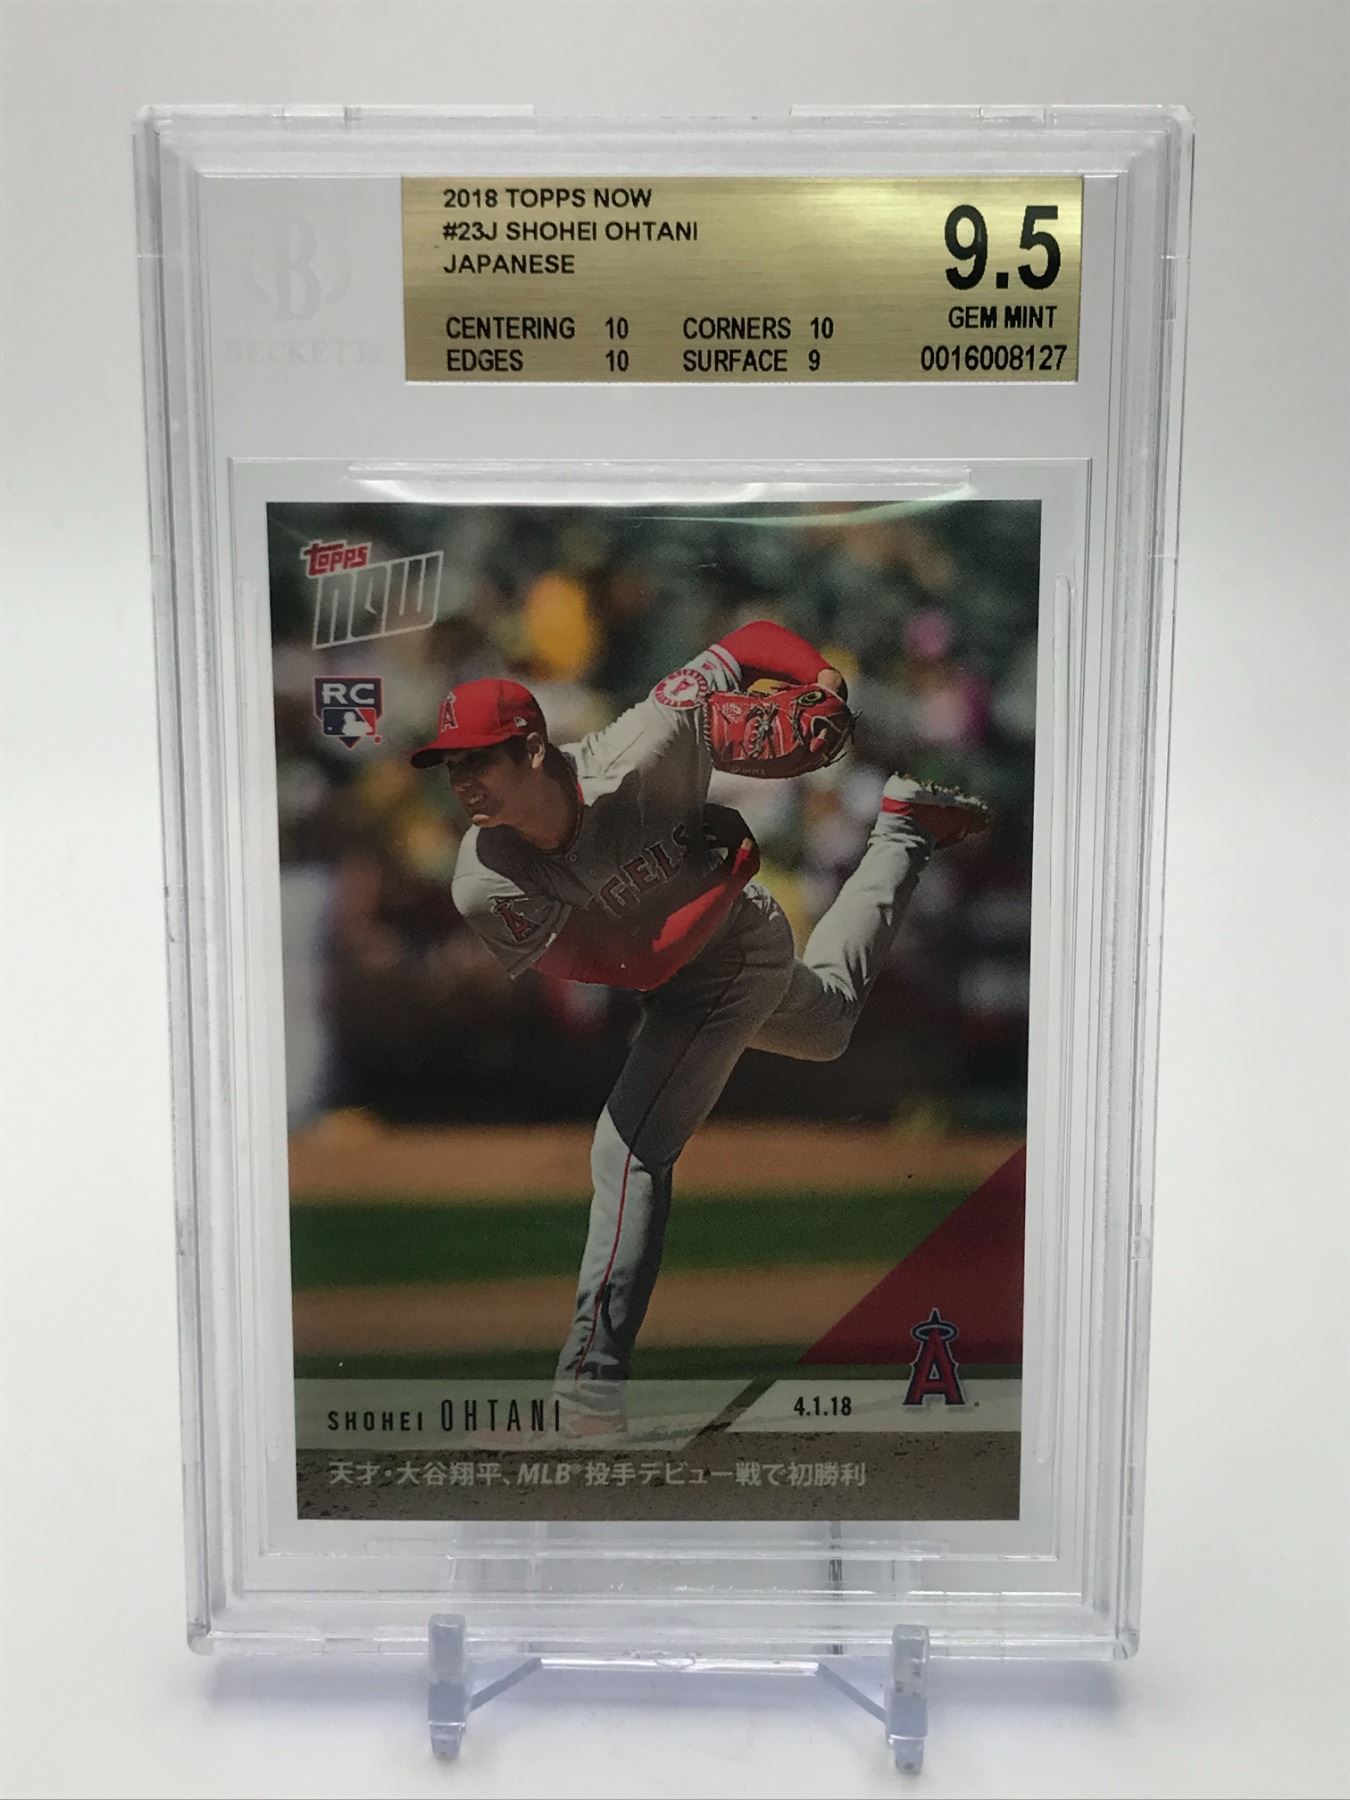 2018 TOPPS NOW
#23J SHOHEI OHTANI
JAPANESE
9.5
GEM MINT
CENTERING 10 CORNERS 10
EDGES 10 SURFACE 9
0016008127
BECKETT
topps
NOW
RC
A
GELS
A
SHOHEI OHTANI
4.1.18
A
天才・大谷翔平、MLB®投手デビュー戦で初勝利